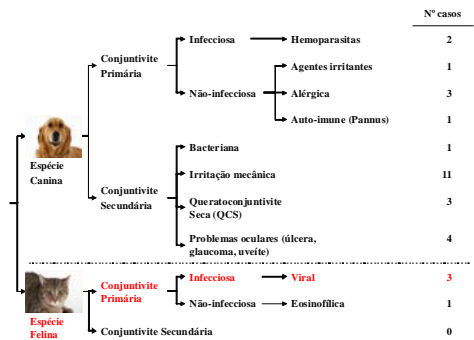 Nº casos
Infecciosa Hemoparasitas 2
Conjuntivite
Primária
Agentes irritantes 1
Não-infecciosa Alérgica 3
Auto-imune (Pannus) 1
Espécie
Canina
Bacteriana 1
Irritação mecânica 11
Conjuntivite
Secundária
Queratoconjuntivite
Seca (QCS) 3
Problemas oculares (úlcera,
glaucoma, uveíte) 4
Conjuntivite
Primária
Infecciosa Viral 3
Não-infecciosa Eosinofílica 1
Espécie
Felina
Conjuntivite Secundária 0